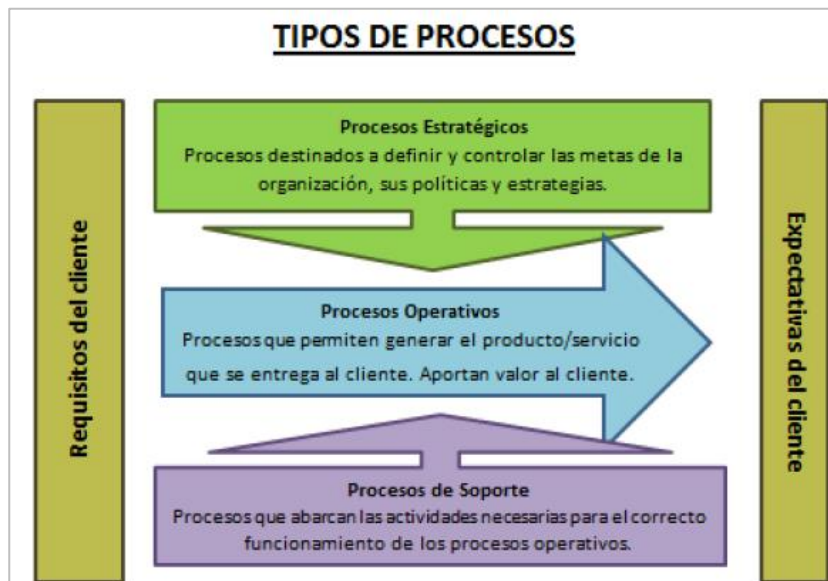 TIPOS DE PROCESOS
Requisitos del cliente
Procesos Estratégicos
Procesos destinados a definir y controlar las metas de la
organización, sus políticas y estrategias.
Procesos Operativos
Procesos que permiten generar el producto/servicio
que se entrega al cliente. Aportan valor al cliente.
Procesos de Soporte
Procesos que abarcan las actividades necesarias para el correcto
funcionamiento de los procesos operativos.
Expectativas del cliente